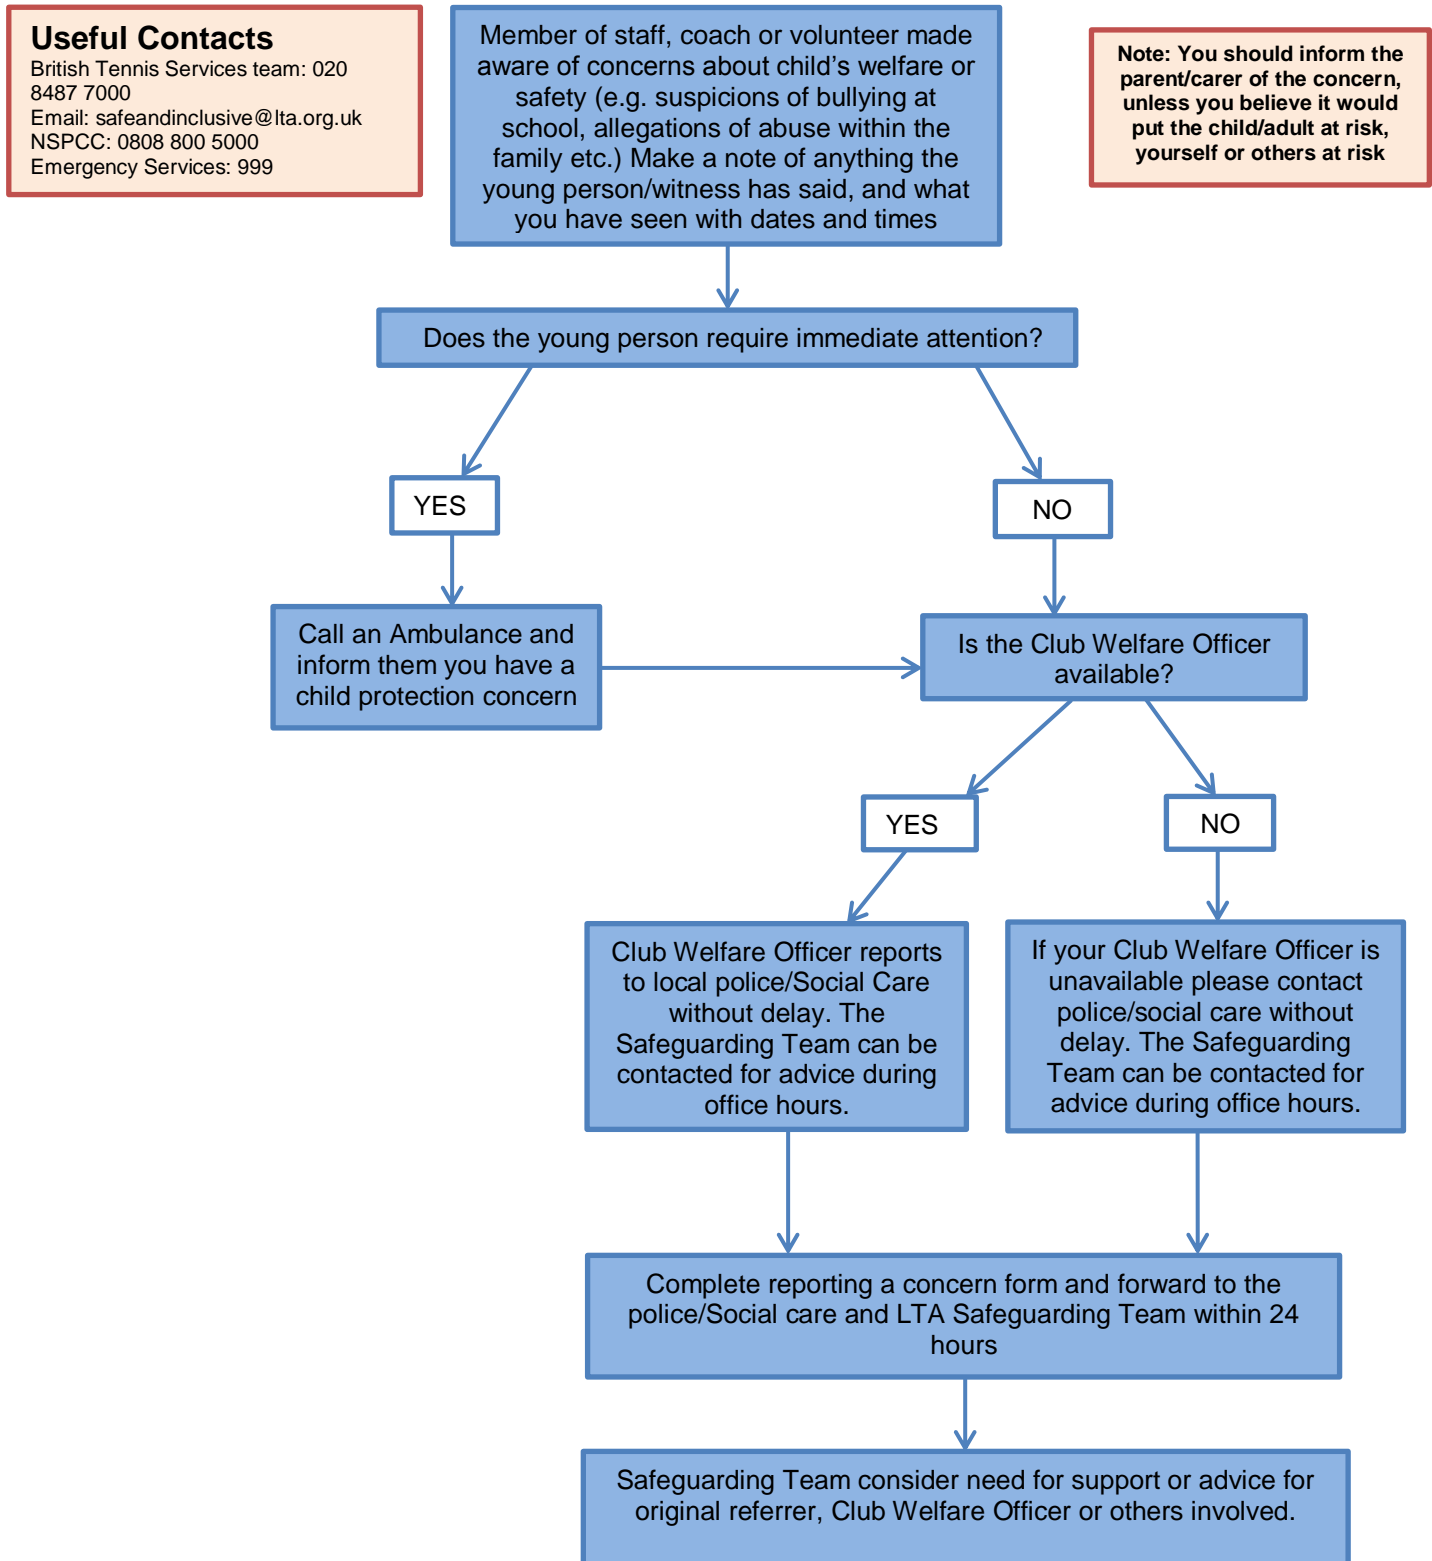 Useful Contacts
British Tennis Services team: 020
8487 7000
Email: safeandinclusive@lta.org.uk
NSPCC: 0808 800 5000
Emergency Services: 999
Member of staff, coach or volunteer made
aware of concerns about child’s welfare or
safety (e.g. suspicions of bullying at
school, allegations of abuse within the
family etc.) Make a note of anything the
young person/witness has said, and what
you have seen with dates and times
Note: You should inform the
parent/carer of the concern,
unless you believe it would
put the child/adult at risk,
yourself or others at risk
Does the young person require immediate attention?
YES
NO
Call an Ambulance and
inform them you have a
child protection concern
Is the Club Welfare Officer
available?
YES
NO
Club Welfare Officer reports
to local police/Social Care
without delay. The
Safeguarding Team can be
contacted for advice during
office hours.
If your Club Welfare Officer is
unavailable please contact
police/social care without
delay. The Safeguarding
Team can be contacted for
advice during office hours.
Complete reporting a concern form and forward to the
police/Social care and LTA Safeguarding Team within 24
hours
Safeguarding Team consider need for support or advice for
original referrer, Club Welfare Officer or others involved.